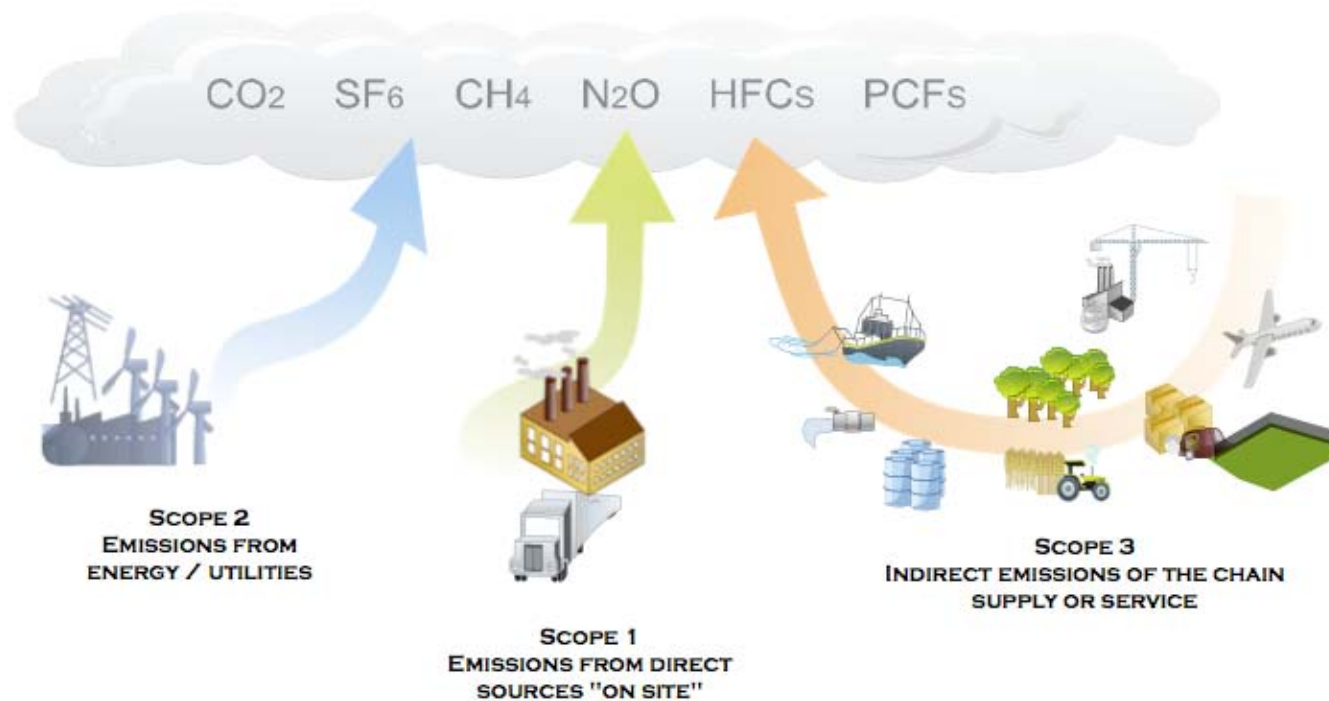 CO2 SF6 CH4 N2O HFCs PCFs
SCOPE 2
EMISSIONS FROM
ENERGY / UTILITIES
SCOPE 1
EMISSIONS FROM DIRECT
SOURCES "ON SITE"
SCOPE 3
INDIRECT EMISSIONS OF THE CHAIN
SUPPLY OR SERVICE